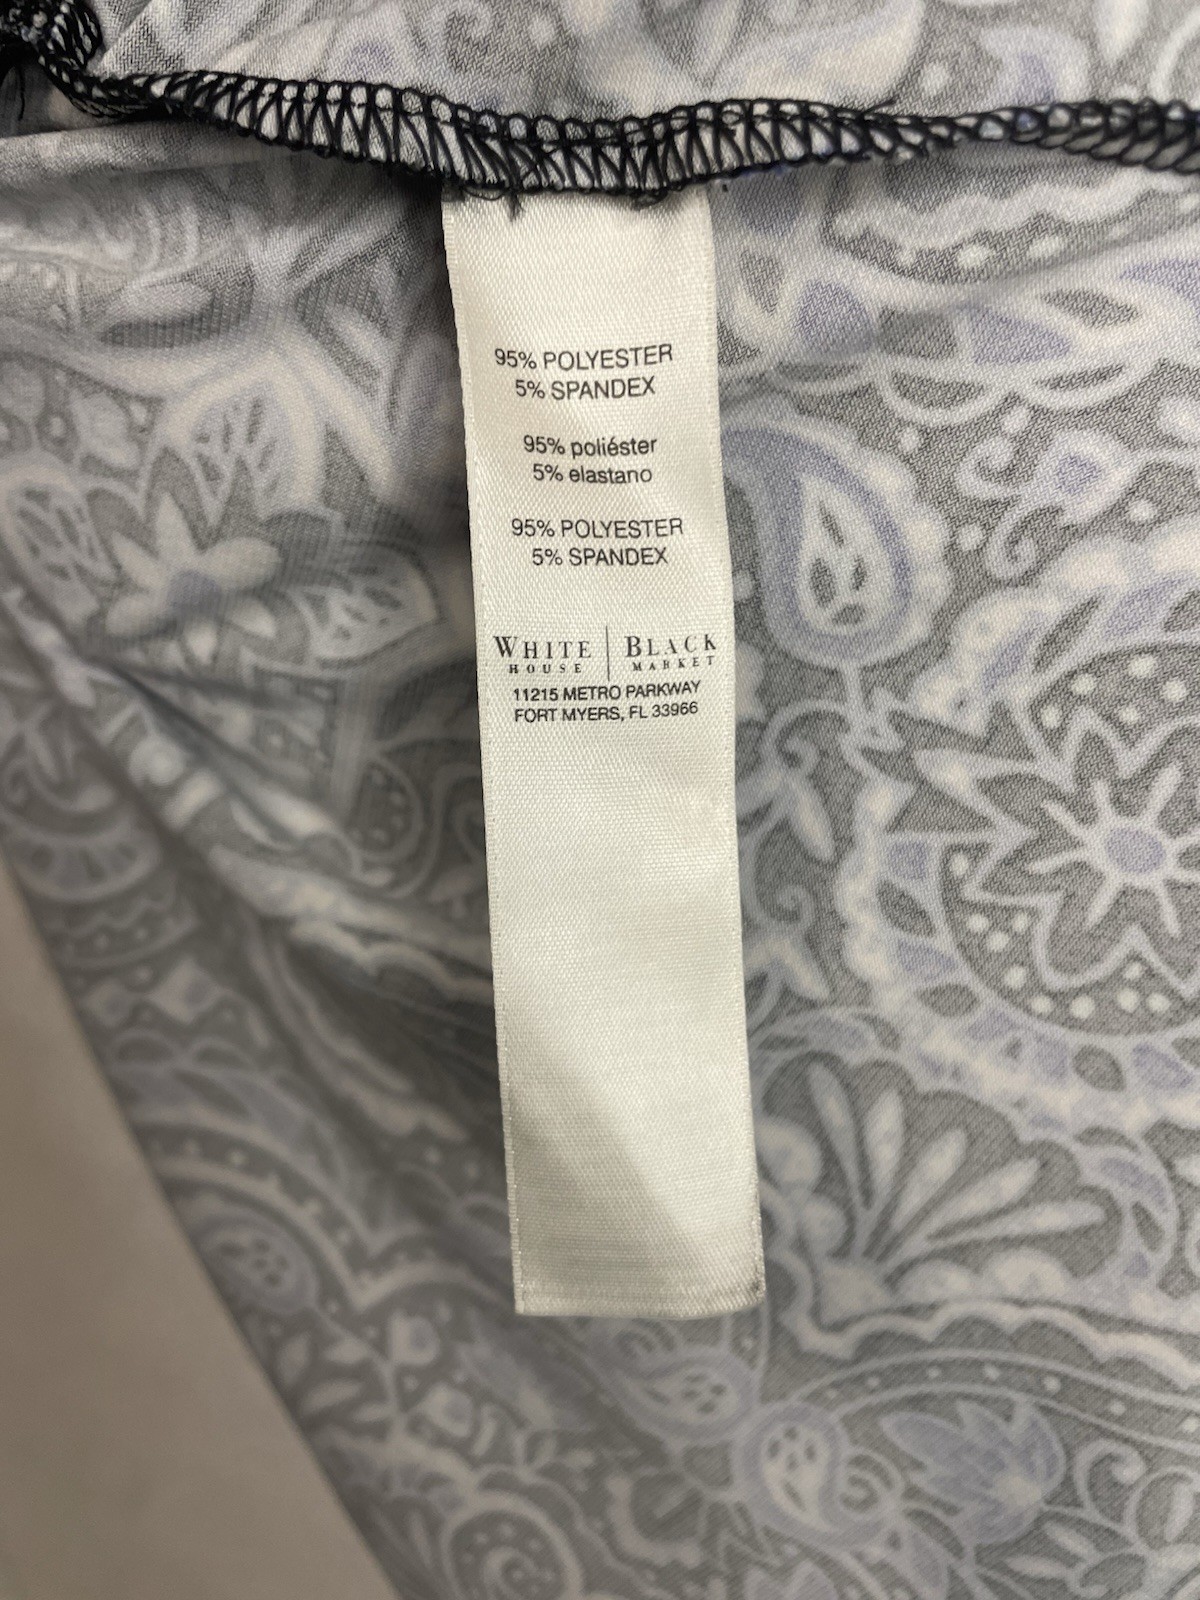 95% POLYESTER
5% SPANDEX
95% poliéster
5% elastano
95% POLYESTER
5% SPANDEX
WHITE | BLACK
HOUSE MARKET
11215 METRO PARKWAY
FORT MYERS, FL 33966